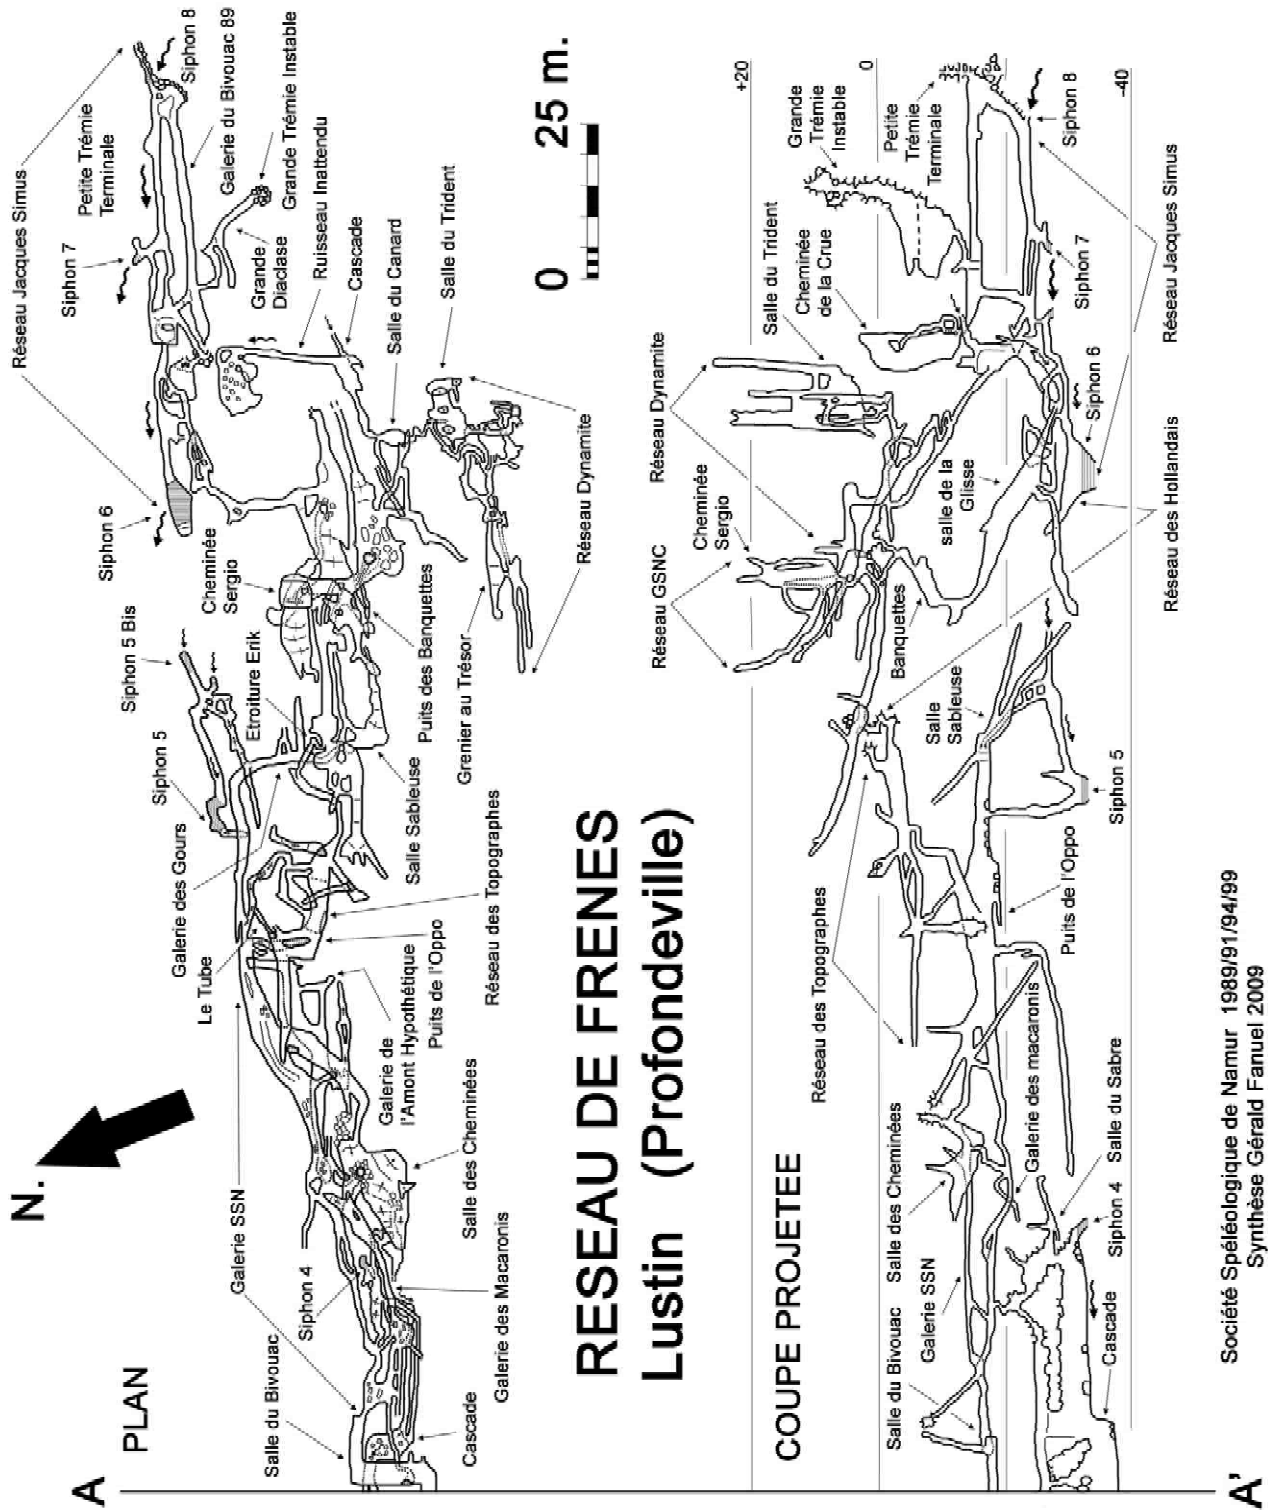 A
A'
N.
PLAN
Réseau Jacques Simus
Siphon 8
Petite Trémie
Terminale
Siphon 7
Galerie du Bivouac 89
Grande Trémie Instable
Grande
Diaclase
Ruisseau Inattendu
Cascade
Salle du Canard
Salle du Trident
Siphon 6
Cheminée
Sergio
Réseau Dynamite
Siphon 5 Bis
Siphon 5
Etroiture Erik
Puits des Banquettes
Grenier au Trésor
Salle Sableuse
Galerie des Gours
Le Tube
Réseau des Topographes
Puits de l'Oppo
Galerie de
l'Amont Hypothétique
Galerie SSN
Salle des Cheminées
Siphon 4
Galerie des Macaronis
Salle du Bivouac
Cascade
0 25 m.
RESEAU DE FRENES
Lustin (Profondeville)
COUPE PROJETEE
+20
0
-40
Grande
Trémie
Instable
Petite
Trémie
Terminale
Siphon 8
Salle du Trident
Cheminée
de la Crue
Siphon 7
Réseau Jacques Simus
Réseau Dynamite
Siphon 6
Cheminée
Sergio
salle de la
Glisse
Réseau des Hollandais
Réseau GSNC
Banquettes
Salle
Sableuse
Siphon 5
Réseau des Topographes
Puits de l'Oppo
Galerie des macaronis
Salle du Sabre
Salle des Cheminées
Siphon 4
Galerie SSN
Salle du Bivouac
Cascade
Société Spéléologique de Namur 1989/91/94/99
Synthèse Gérald Fanuel 2009